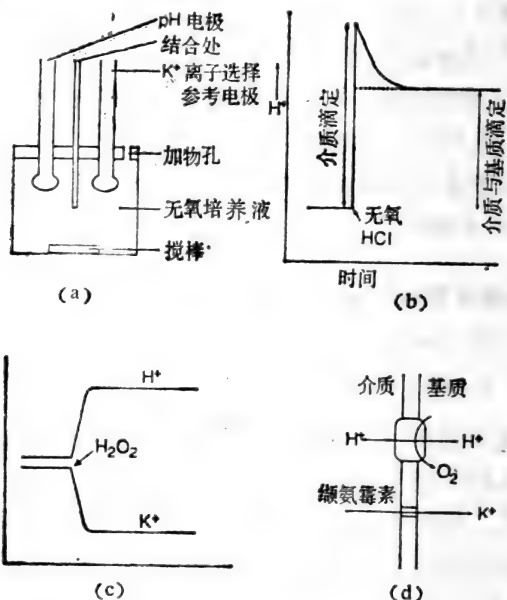 pH 电极
结合处
K⁺ 离子选择
参考电极
加物孔
无氧培养液
搅棒
(a)
H⁺
介质滴定
介质与基质滴定
无氧
HCl
时间
(b)
H⁺
H₂O₂
K⁺
(c)
介质 基质
H⁺ H⁺
O₂
缬氨霉素
K⁺
(d)